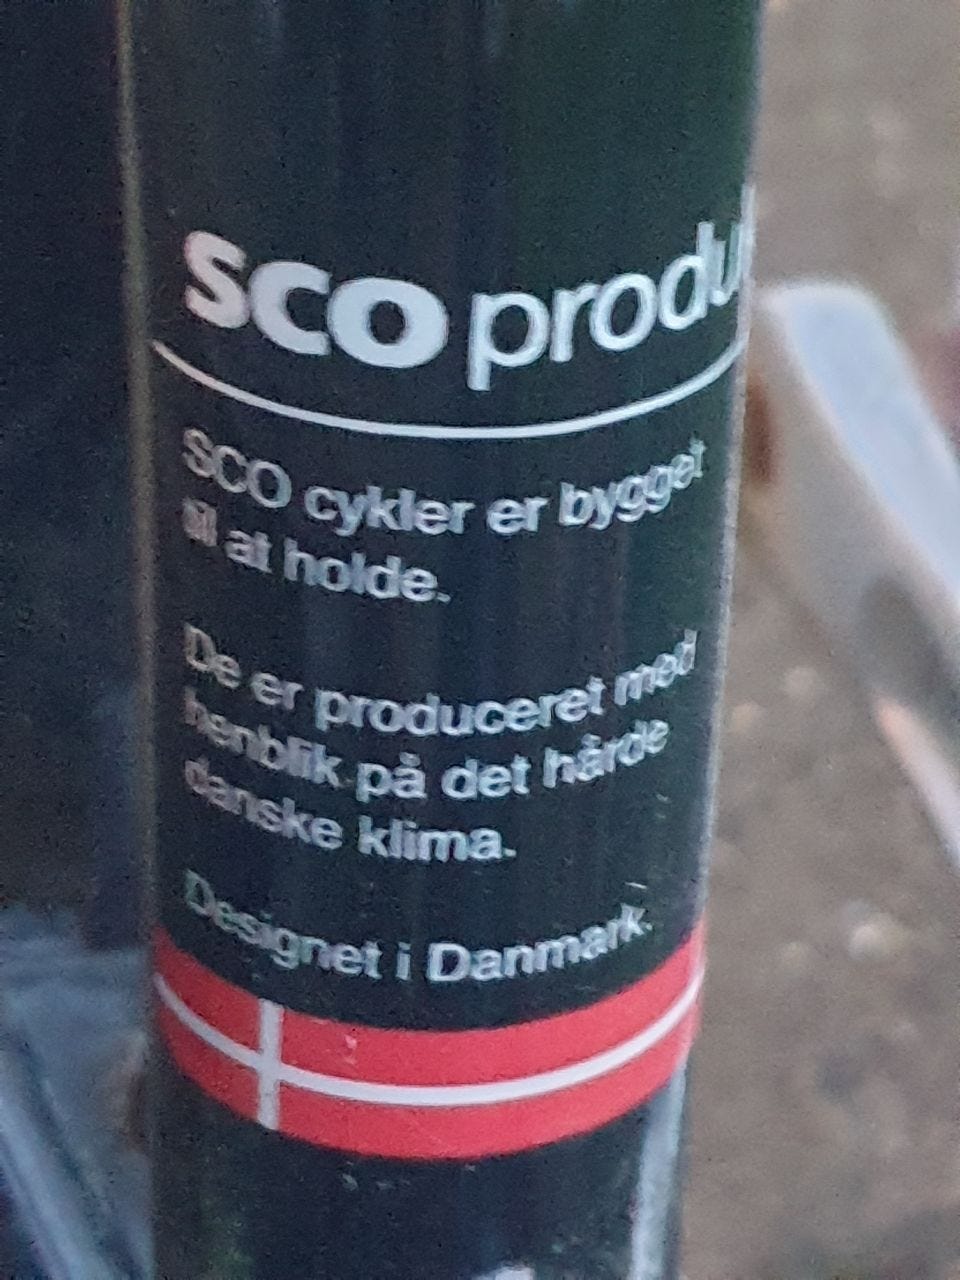 sco produ
SCO cykler er bygget
til at holde.
De er produceret med
henblik på det hårde
danske klima.
Designet i Danmark.